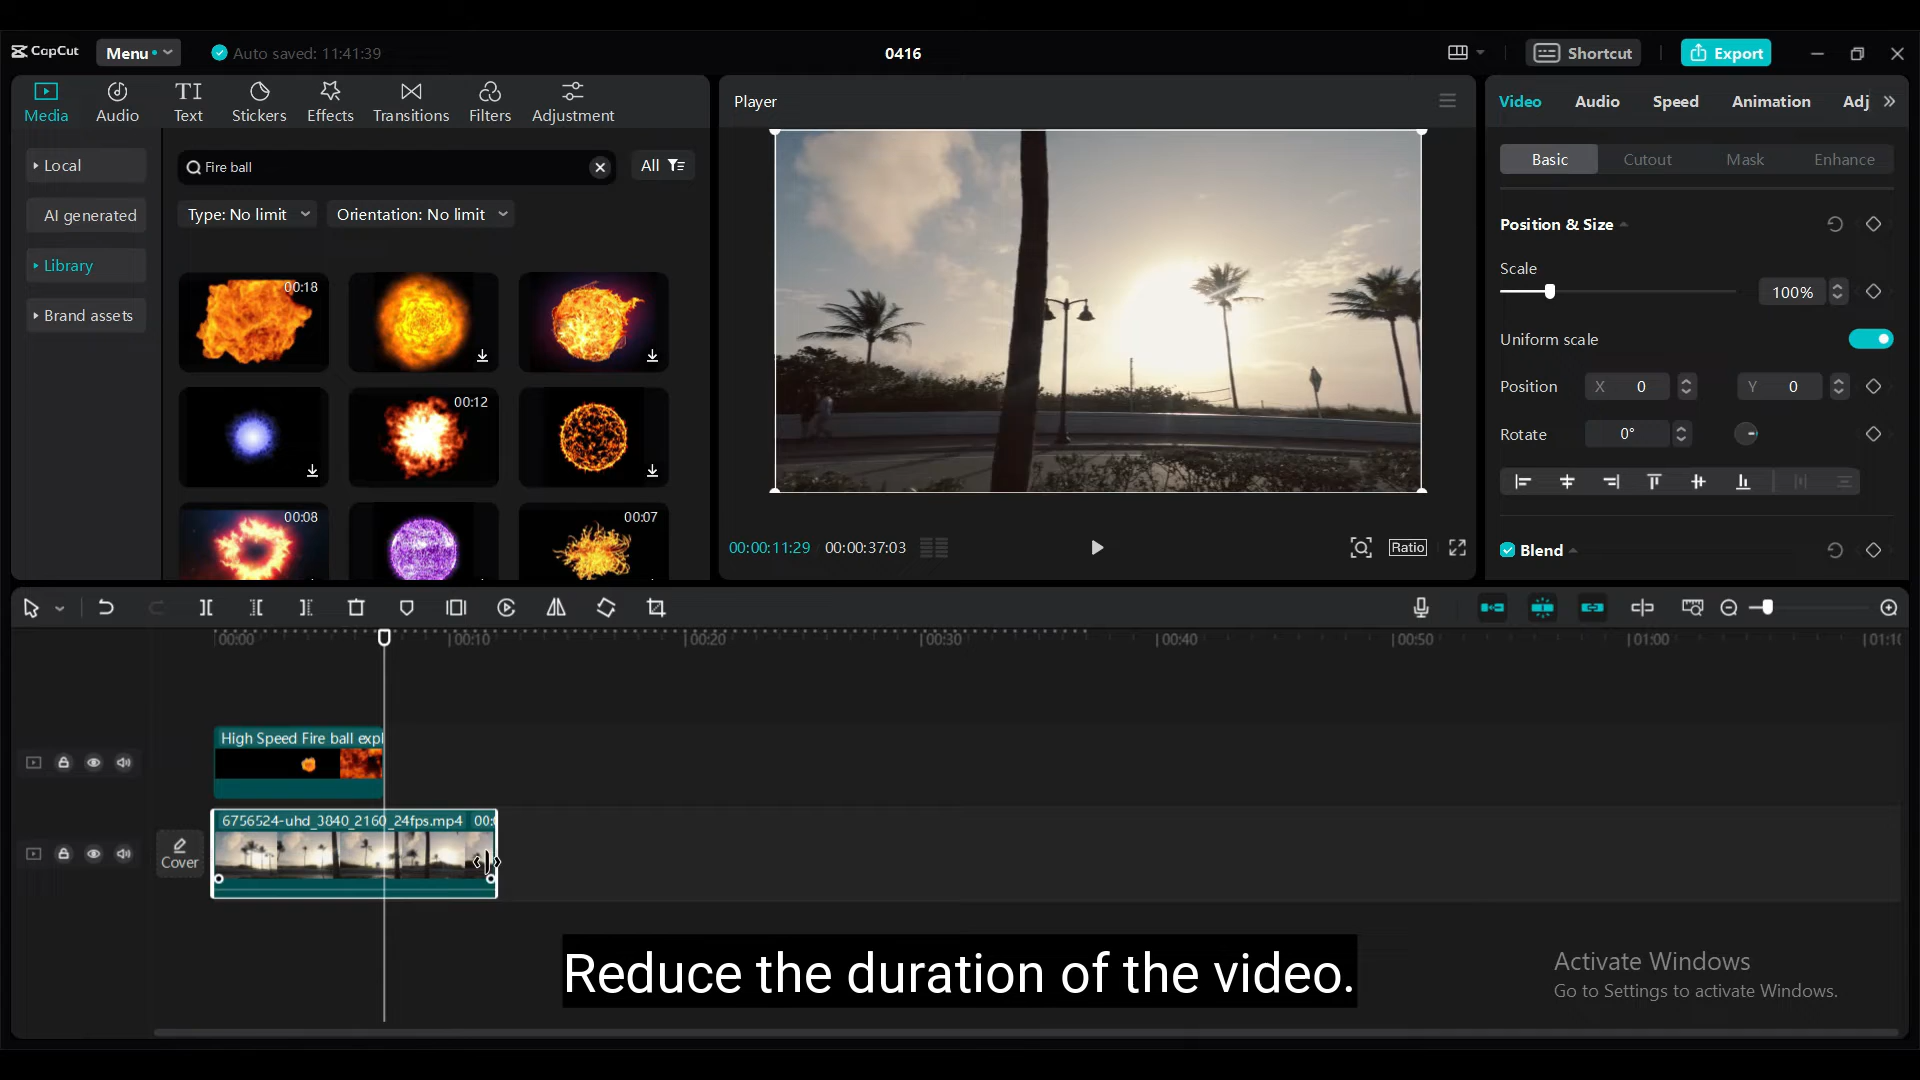 CapCut
Menu
Auto saved: 11:41:39
0416
Shortcut
Export
Media
Audio
Text
Stickers
Effects
Transitions
Filters
Adjustment
Local
AI generated
Library
Brand assets
Fire ball
All
Type: No limit
Orientation: No limit
00:18
00:12
00:08
00:07
Player
00:00:11:29
00:00:37:03
Ratio
Video
Audio
Speed
Animation
Adj
Basic
Cutout
Mask
Enhance
Position & Size
Scale
100%
Uniform scale
Position
X 0
Y 0
Rotate
0°
Blend
00:00
00:10
00:20
00:30
00:40
00:50
01:00
01:10
High Speed Fire ball expl
Cover
6756524-uhd_3840_2160_24fps.mp4 00:0
Reduce the duration of the video.
Activate Windows
Go to Settings to activate Windows.